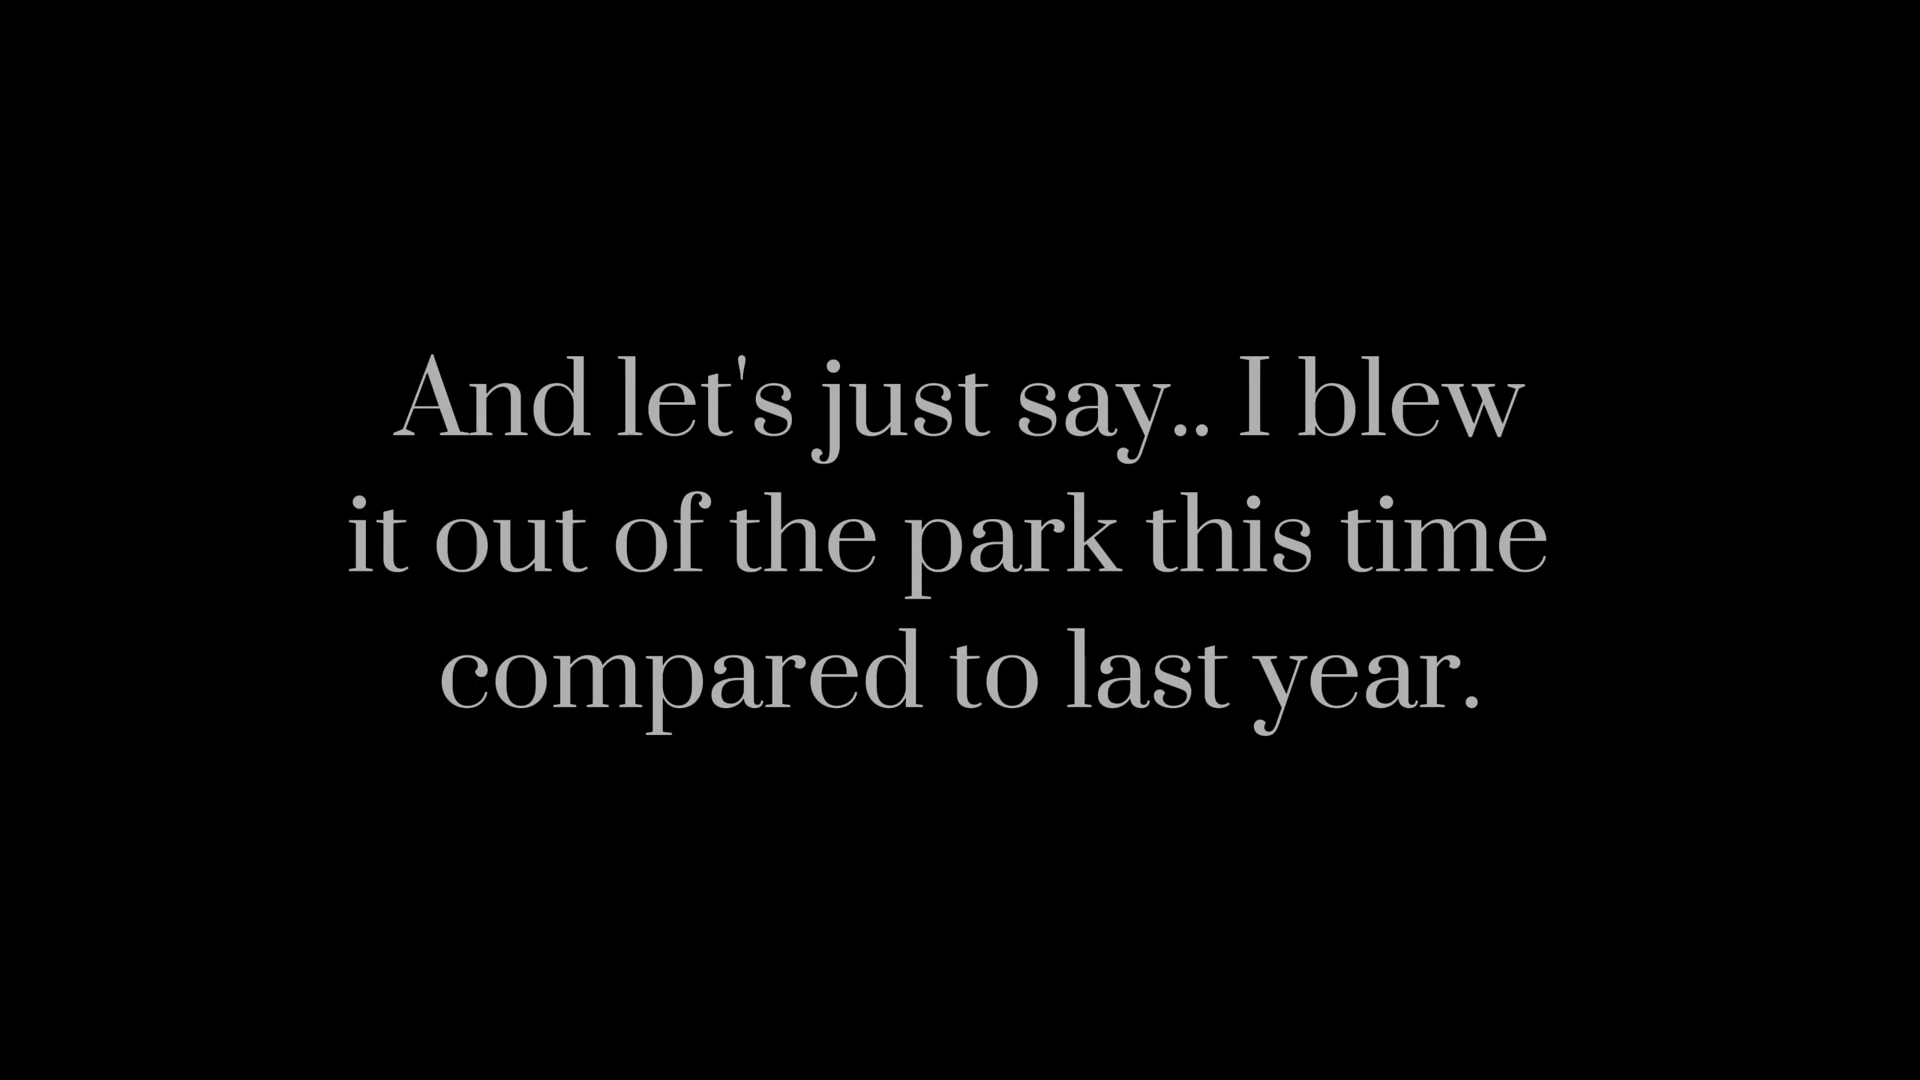 And let's just say.. I blew
it out of the park this time
compared to last year.